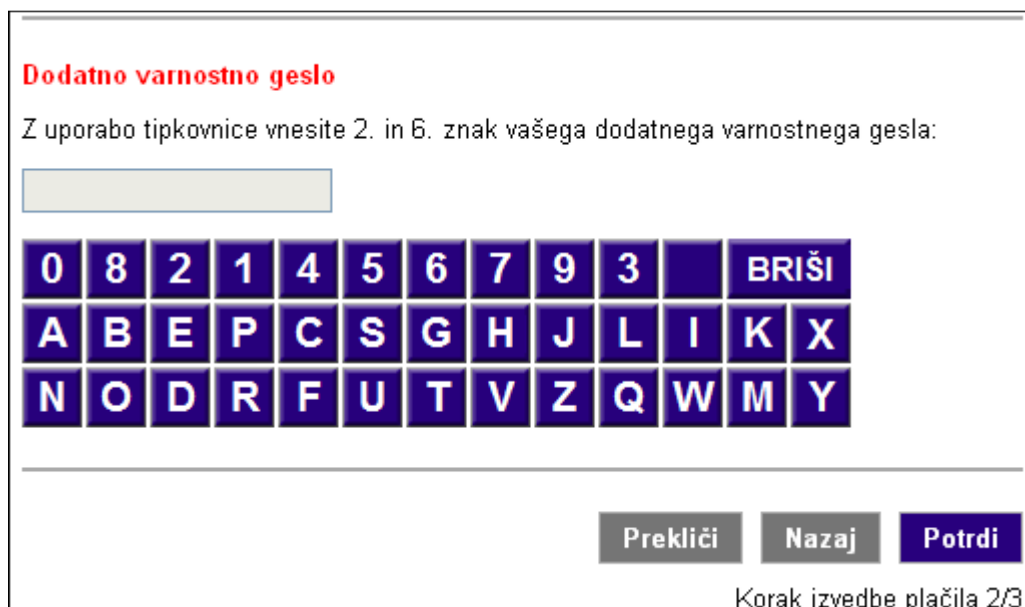 Dodatno varnostno geslo
Z uporabo tipkovnice vnesite 2. in 6. znak vašega dodatnega varnostnega gesla:
0 8 2 1 4 5 6 7 9 3 BRIŠI
A B E P C S G H J L I K X
N O D R F U T V Z Q W M Y
Prekliči Nazaj Potrdi
Korak izvedbe plačila 2/3